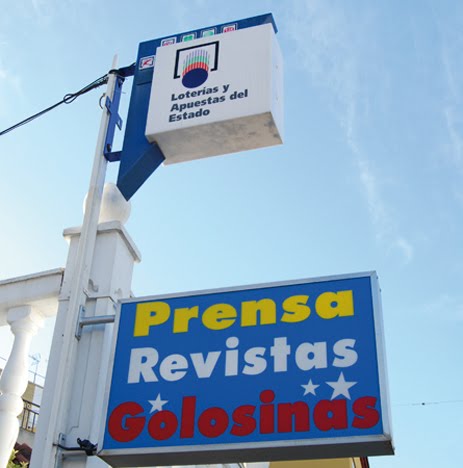 Loterías y
Apuestas del
Estado
Prensa
Revistas
Golosinas